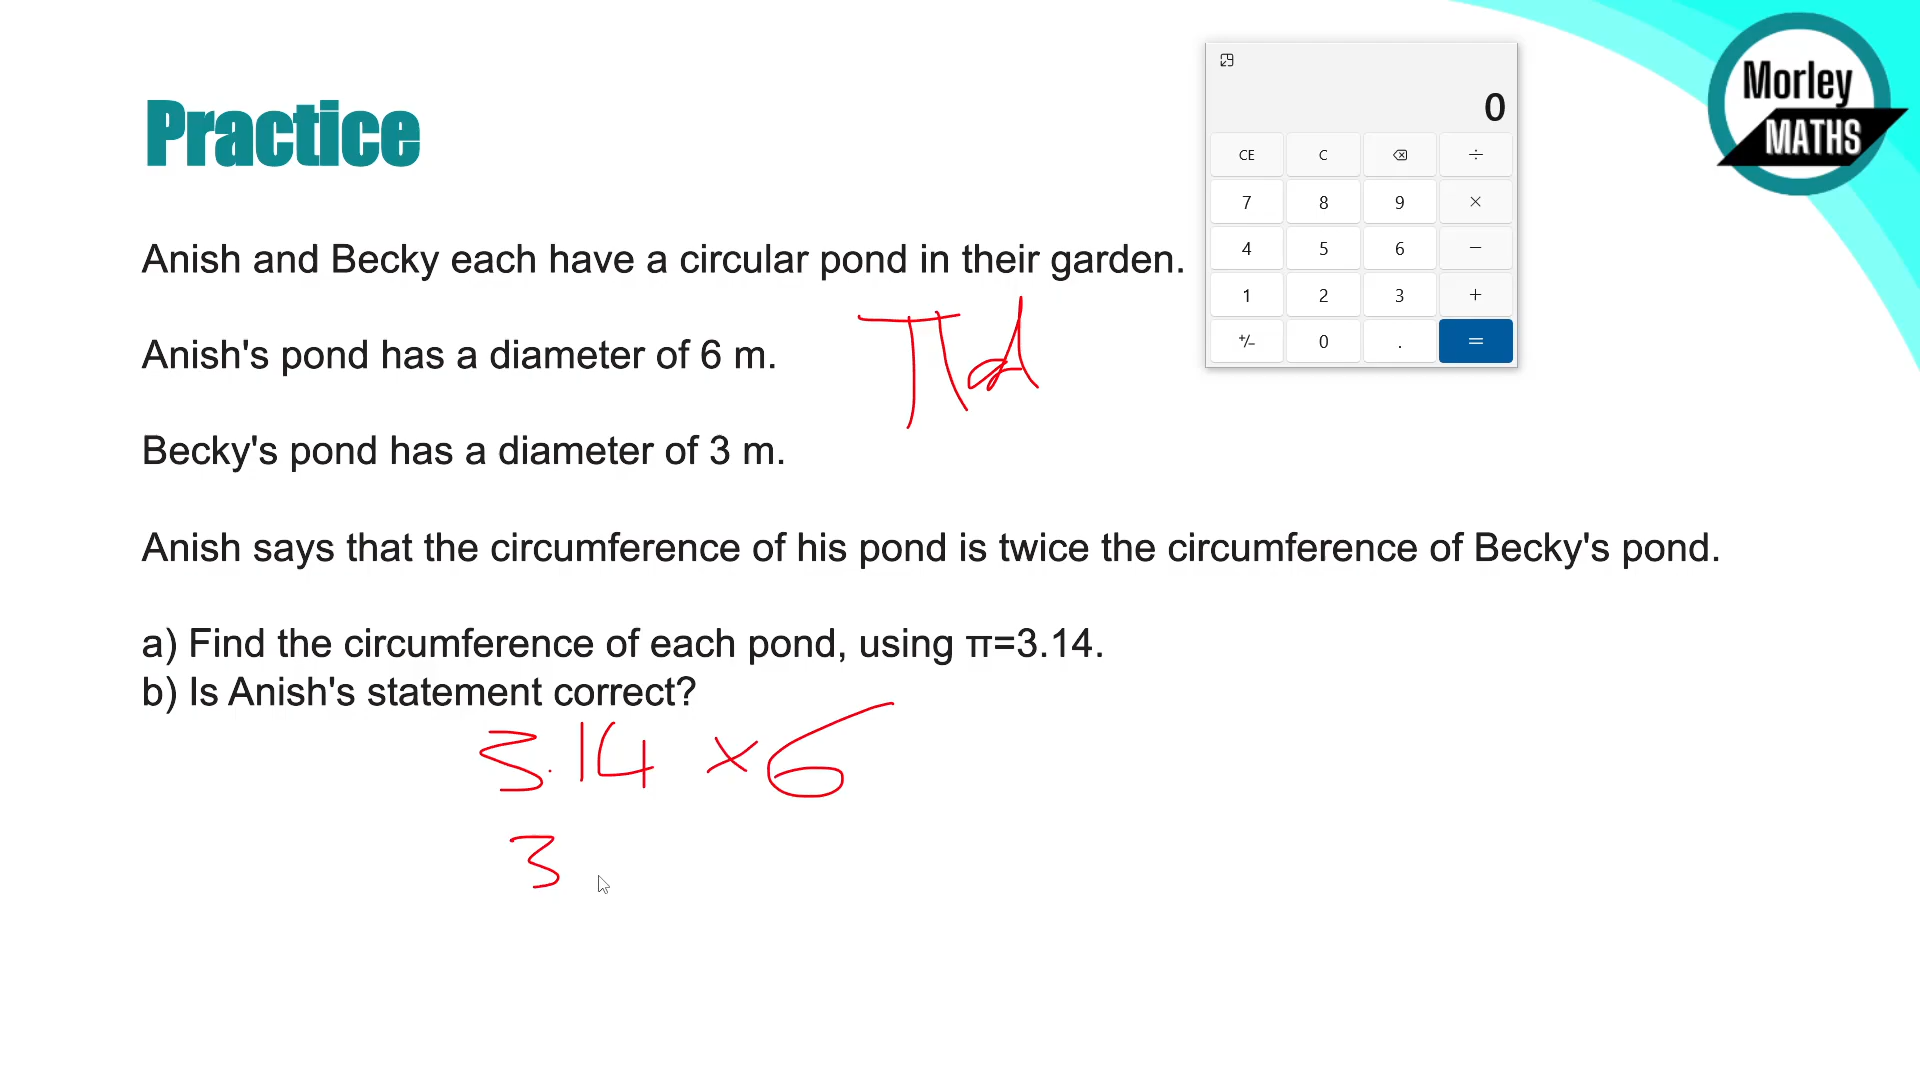 Practice
Morley
MATHS
0
CE C ÷
7 8 9 ×
4 5 6 −
1 2 3 +
+/− 0 . =
Anish and Becky each have a circular pond in their garden.
Anish's pond has a diameter of 6 m.
πd
Becky's pond has a diameter of 3 m.
Anish says that the circumference of his pond is twice the circumference of Becky's pond.
a) Find the circumference of each pond, using π=3.14.
b) Is Anish's statement correct?
3.14 ×6
3